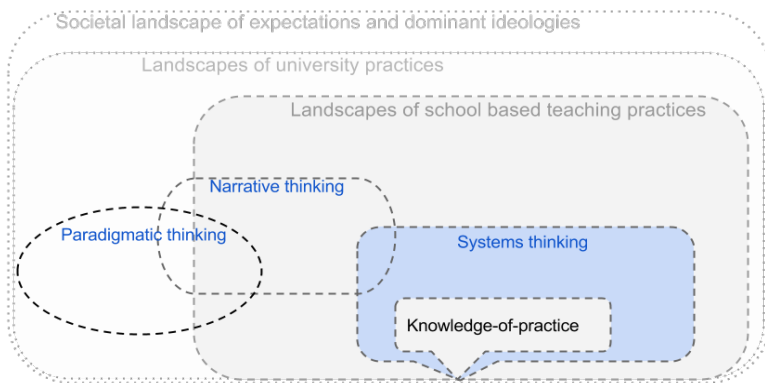 Societal landscape of expectations and dominant ideologies
Landscapes of university practices
Landscapes of school based teaching practices
Narrative thinking
Paradigmatic thinking
Systems thinking
Knowledge-of-practice